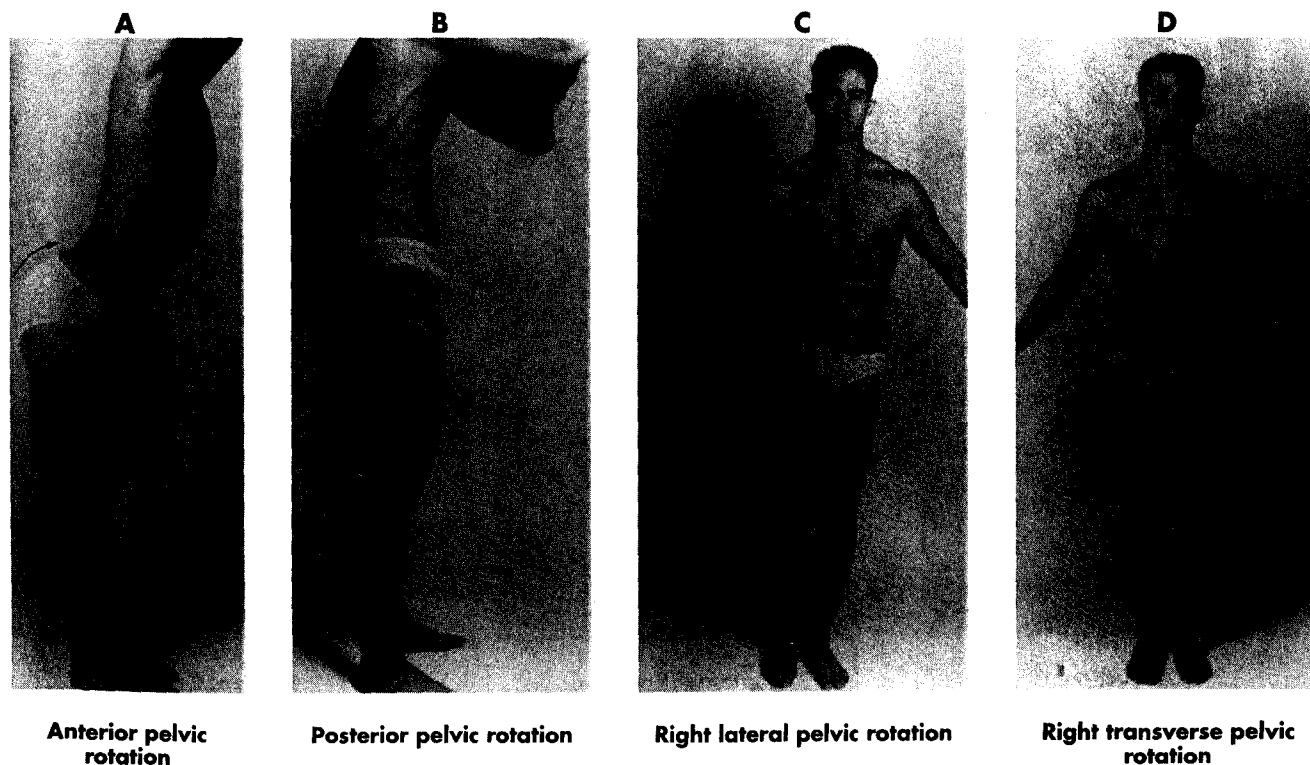 A
B
C
D
Anterior pelvic
rotation
Posterior pelvic rotation
Right lateral pelvic rotation
Right transverse pelvic
rotation